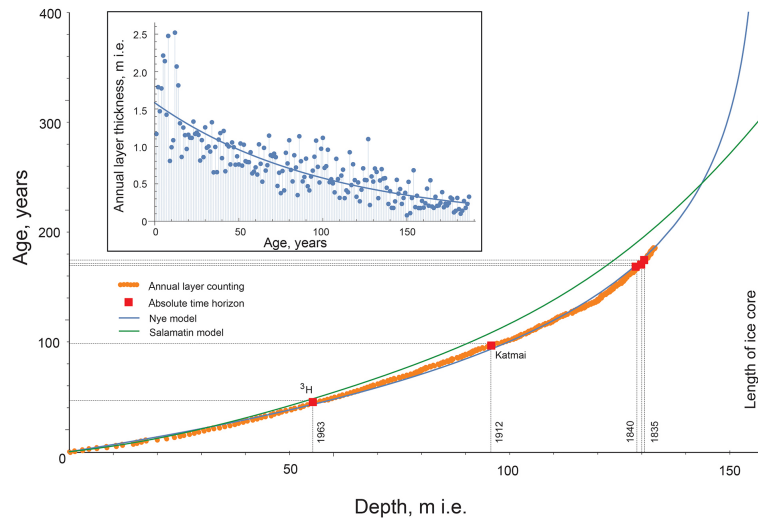 400
300
200
100
0
Age, years
2.5
2.0
1.5
1.0
0.5
0
50
100
150
Annual layer thickness, m i.e.
Age, years
Annual layer counting
Absolute time horizon
Nye model
Salamatin model
³H
Katmai
1963
1912
1840
1835
Length of ice core
50
100
150
Depth, m i.e.